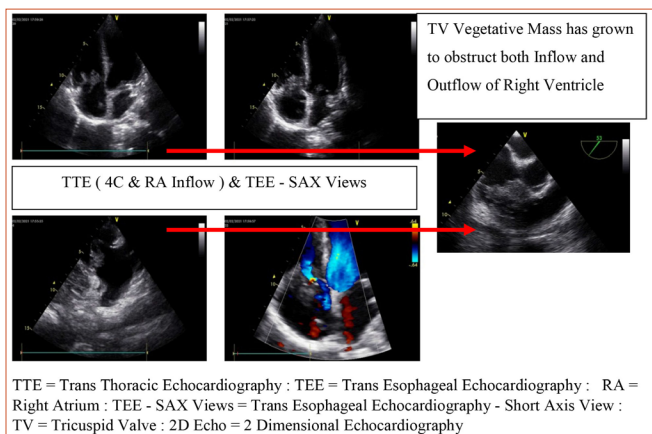 TV Vegetative Mass has grown
to obstruct both Inflow and
Outflow of Right Ventricle
TTE ( 4C & RA Inflow ) & TEE - SAX Views
TTE = Trans Thoracic Echocardiography : TEE = Trans Esophageal Echocardiography : RA =
Right Atrium : TEE - SAX Views = Trans Esophageal Echocardiography - Short Axis View :
TV = Tricuspid Valve : 2D Echo = 2 Dimensional Echocardiography